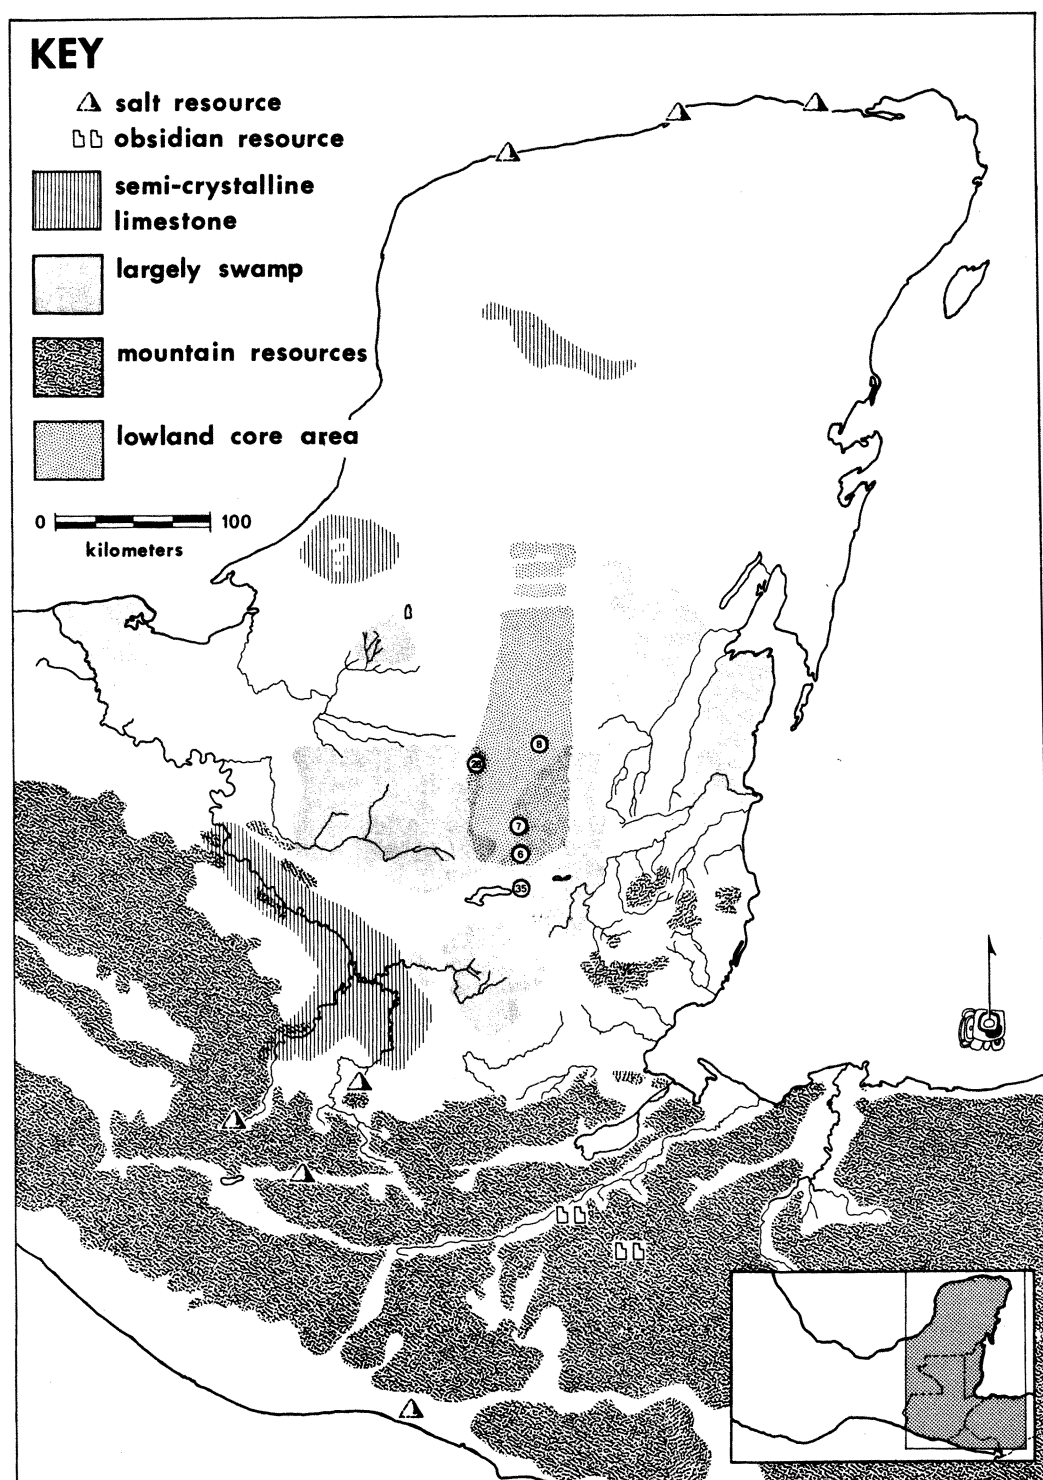 KEY
salt resource
obsidian resource
semi-crystalline
limestone
largely swamp
mountain resources
lowland core area
0 100
kilometers
?
8
26
7
6
35